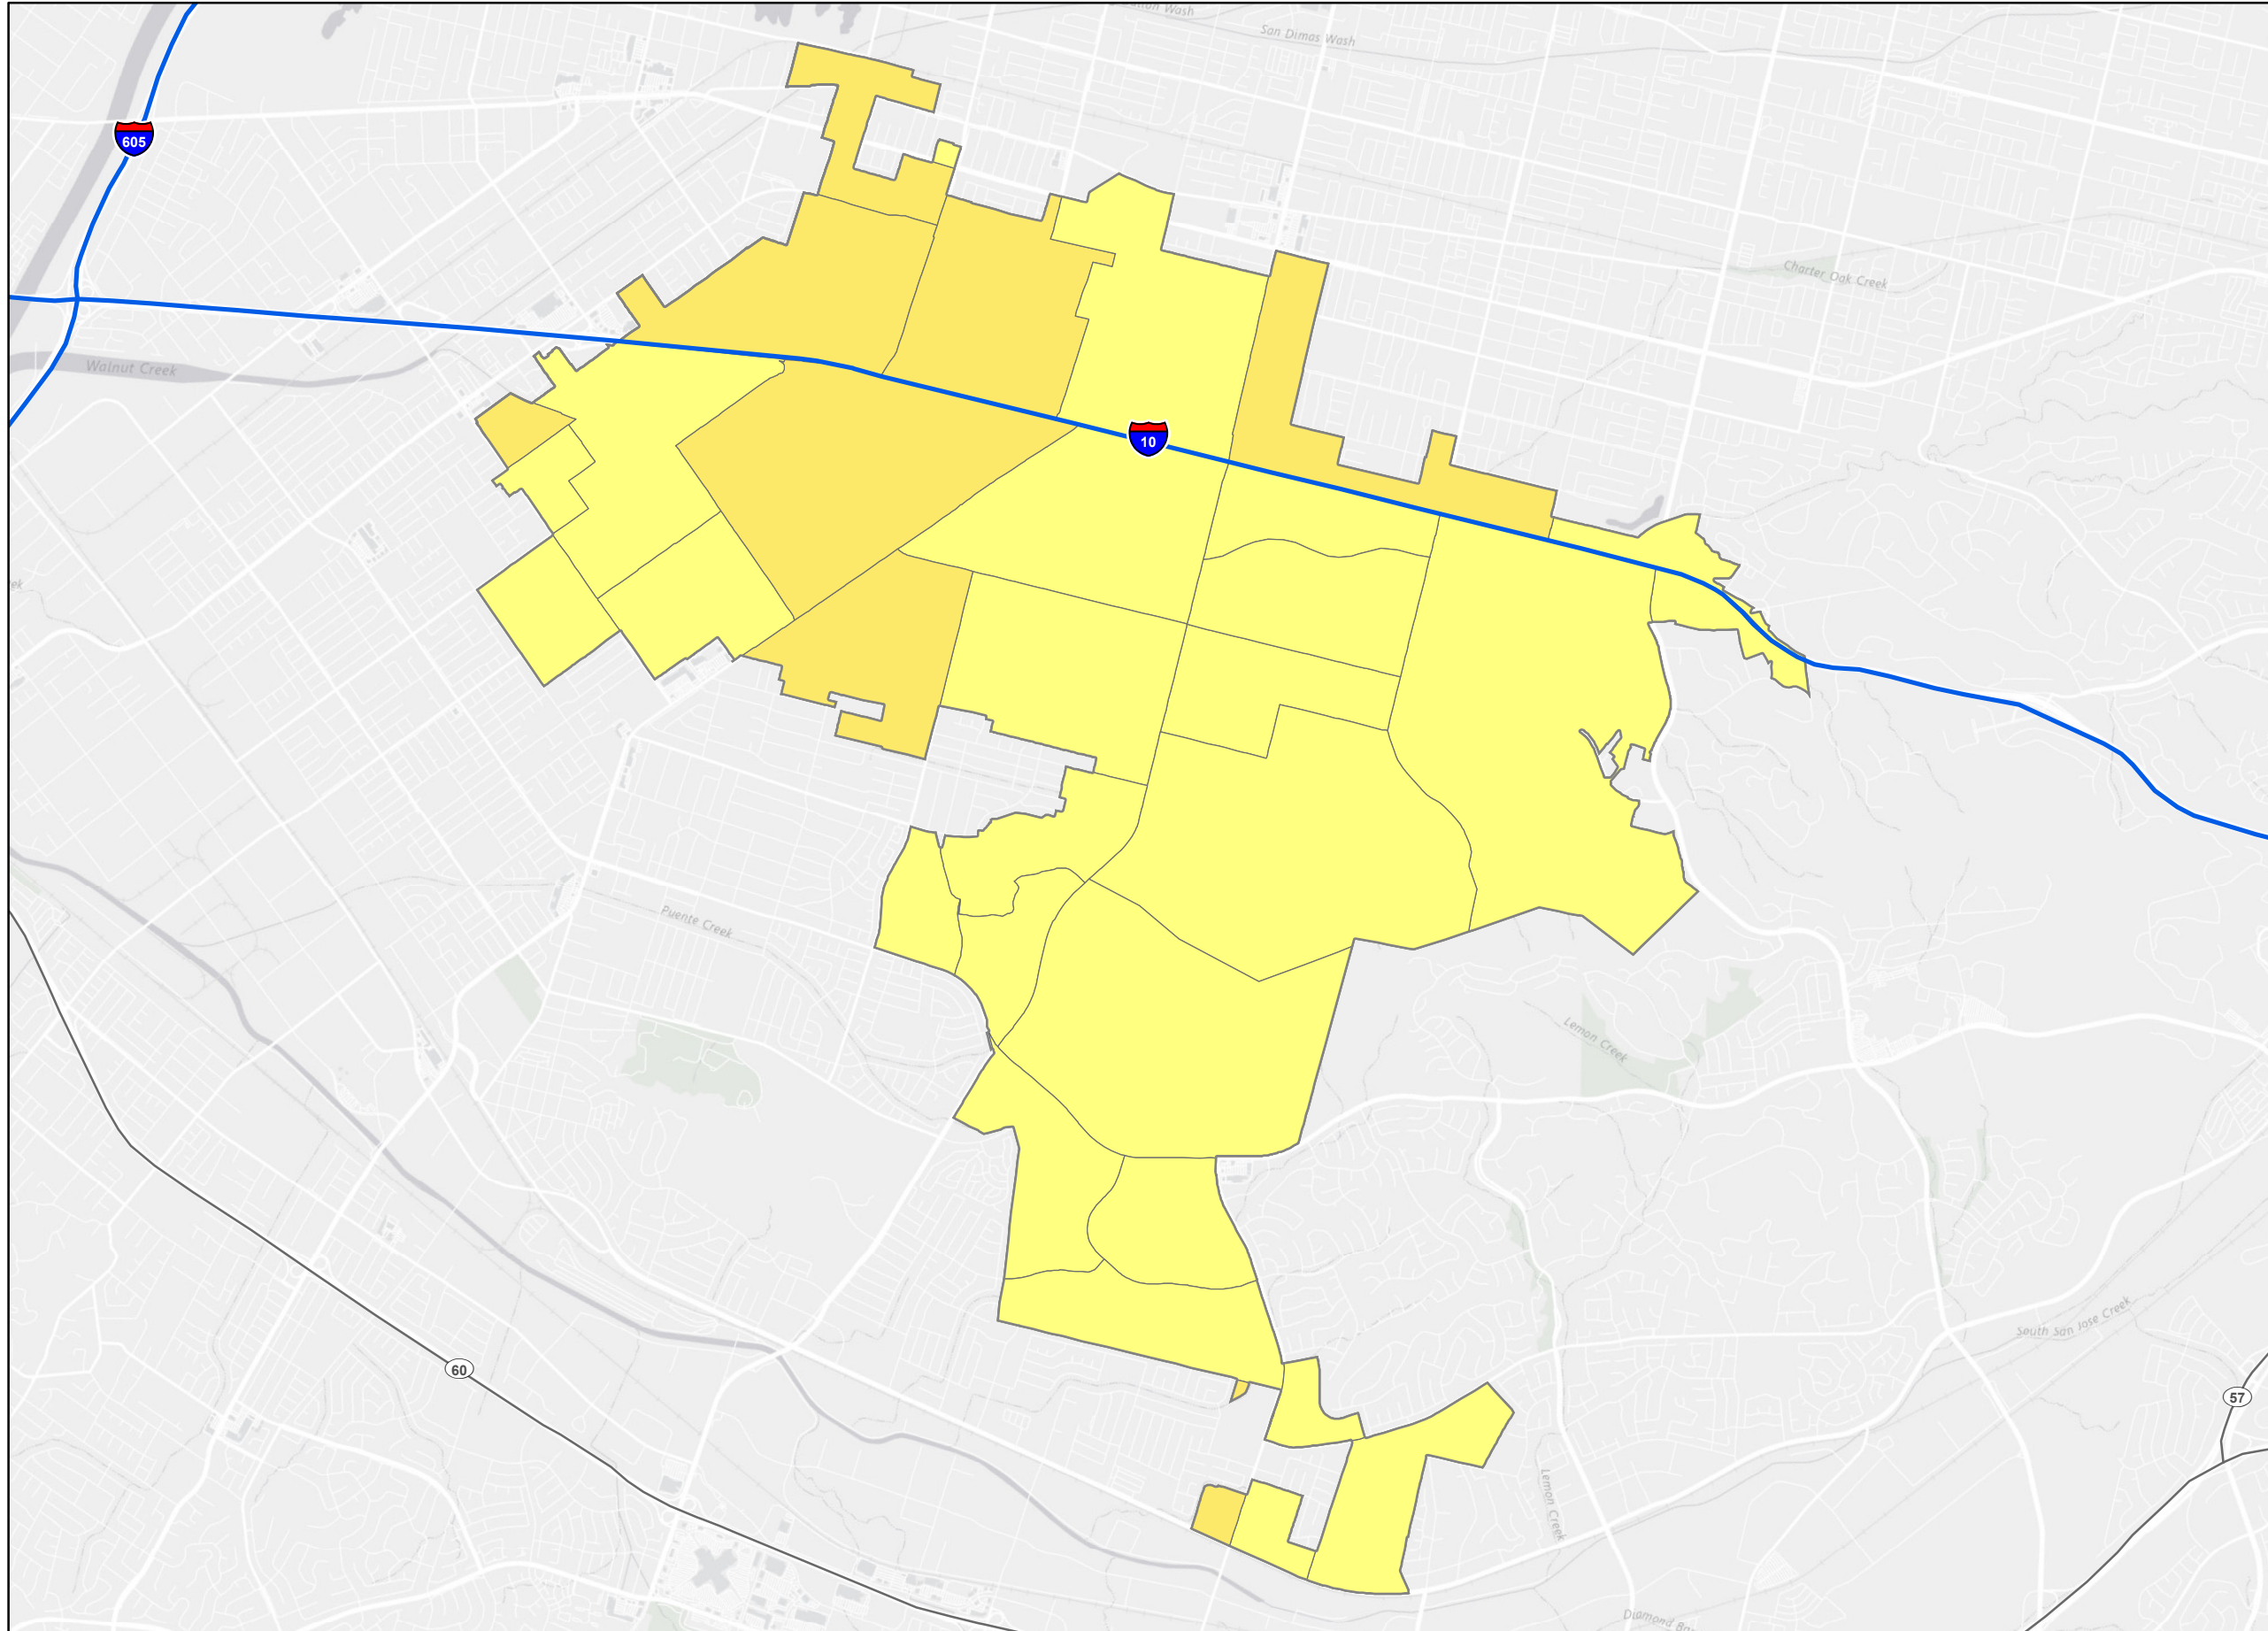 San Dimas Wash
605
Charter Oak Creek
Walnut Creek
10
Puente Creek
Lemon Creek
South San Jose Creek
60
57
Lemon Creek